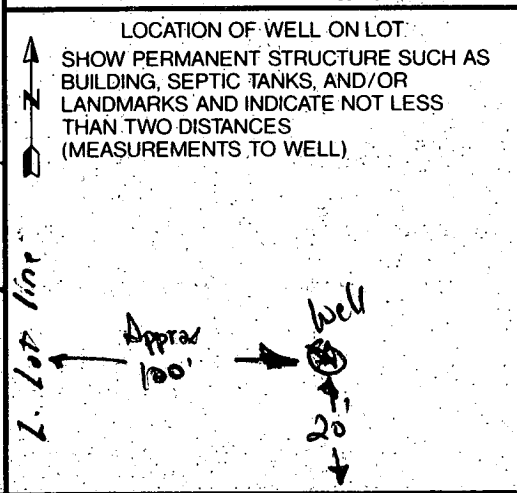 LOCATION OF WELL ON LOT
SHOW PERMANENT STRUCTURE SUCH AS
BUILDING, SEPTIC TANKS, AND/OR
LANDMARKS AND INDICATE NOT LESS
THAN TWO DISTANCES
(MEASUREMENTS TO WELL)
N
L. Lot line
Approx
100'
Well
20'